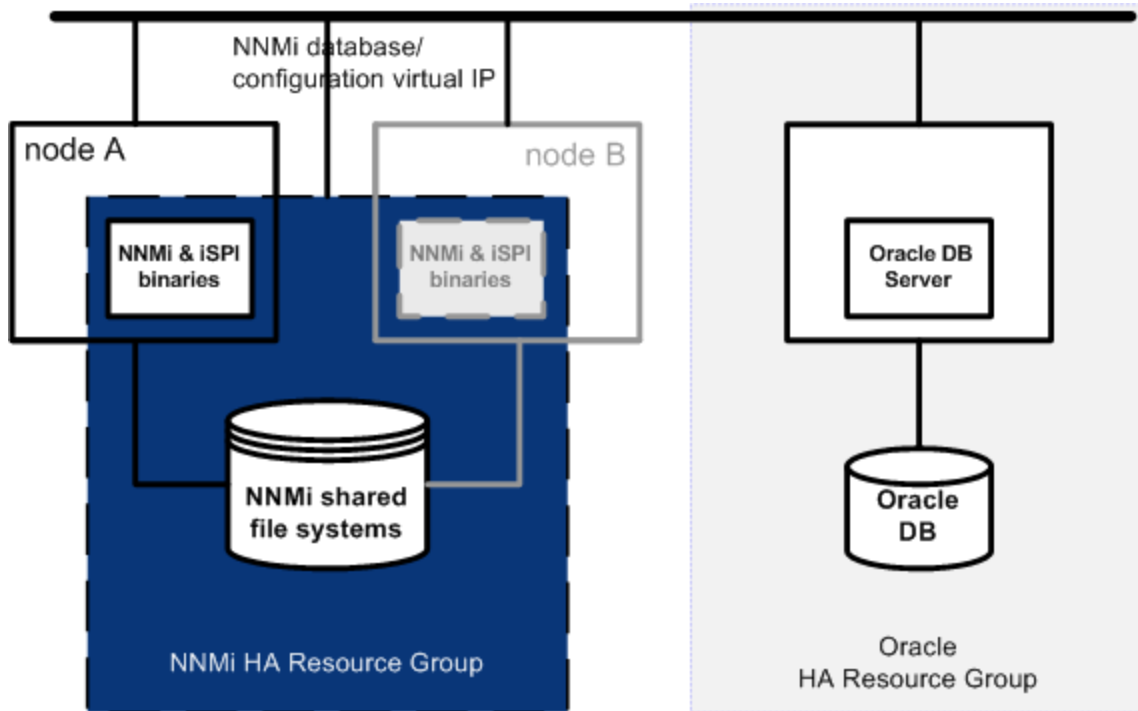 NNMi database/
configuration virtual IP
node A
node B
NNMi & iSPI
binaries
NNMi & iSPI
binaries
Oracle DB
Server
NNMi shared
file systems
Oracle
DB
NNMi HA Resource Group
Oracle
HA Resource Group